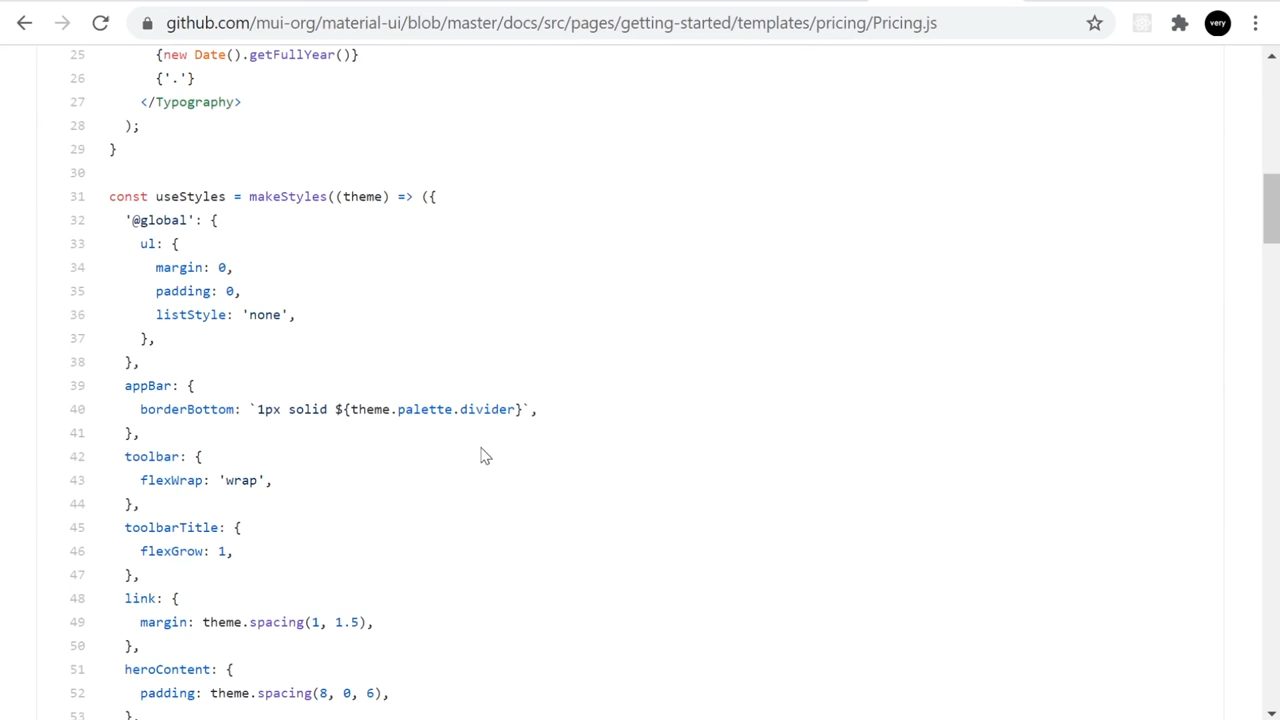 github.com/mui-org/material-ui/blob/master/docs/src/pages/getting-started/templates/pricing/Pricing.js
very
25 {new Date().getFullYear()}
26 {'.'}
27 </Typography>
28 );
29 }
30
31 const useStyles = makeStyles((theme) => ({
32 '@global': {
33 ul: {
34 margin: 0,
35 padding: 0,
36 listStyle: 'none',
37 },
38 },
39 appBar: {
40 borderBottom: `1px solid ${theme.palette.divider}`,
41 },
42 toolbar: {
43 flexWrap: 'wrap',
44 },
45 toolbarTitle: {
46 flexGrow: 1,
47 },
48 link: {
49 margin: theme.spacing(1, 1.5),
50 },
51 heroContent: {
52 padding: theme.spacing(8, 0, 6),
53 },